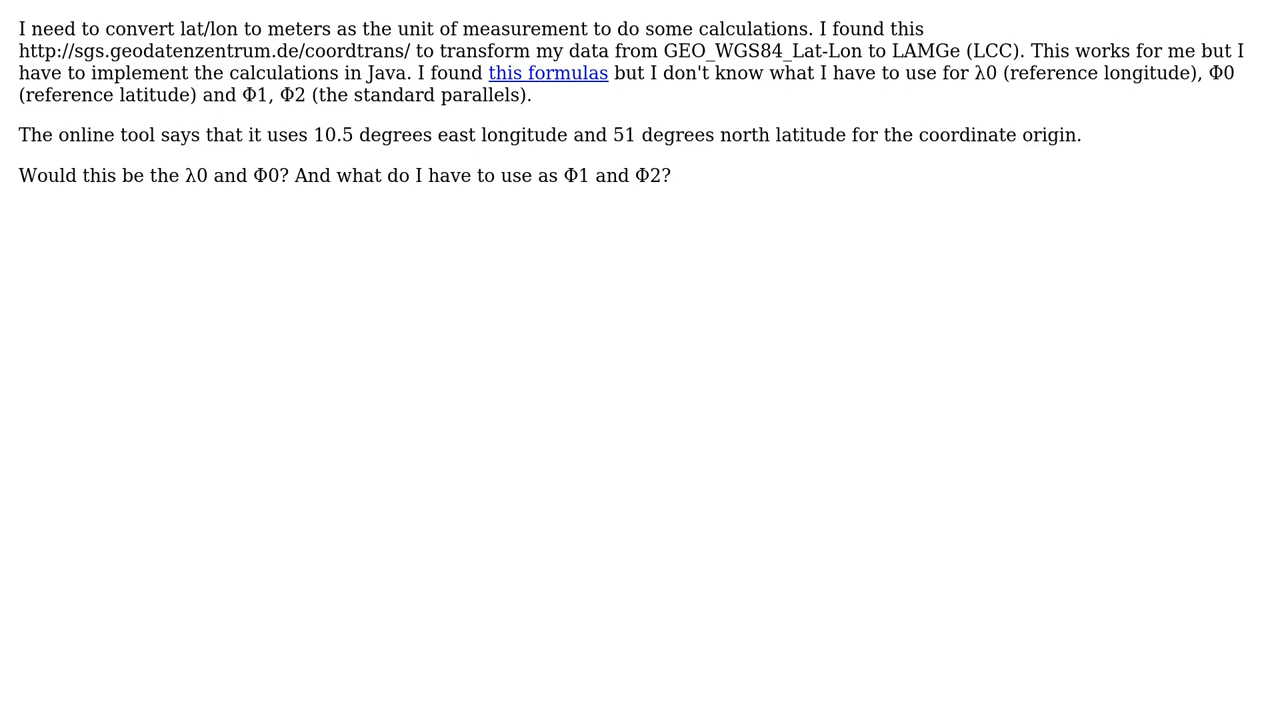 I need to convert lat/lon to meters as the unit of measurement to do some calculations. I found this
http://sgs.geodatenzentrum.de/coordtrans/ to transform my data from GEO_WGS84_Lat-Lon to LAMGe (LCC). This works for me but I
have to implement the calculations in Java. I found this formulas but I don't know what I have to use for λ0 (reference longitude), Φ0
(reference latitude) and Φ1, Φ2 (the standard parallels).
The online tool says that it uses 10.5 degrees east longitude and 51 degrees north latitude for the coordinate origin.
Would this be the λ0 and Φ0? And what do I have to use as Φ1 and Φ2?